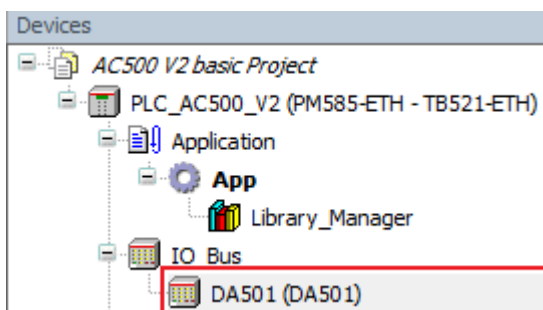 Devices
AC500 V2 basic Project
PLC_AC500_V2 (PM585-ETH - TB521-ETH)
Application
App
Library_Manager
IO_Bus
DA501 (DA501)